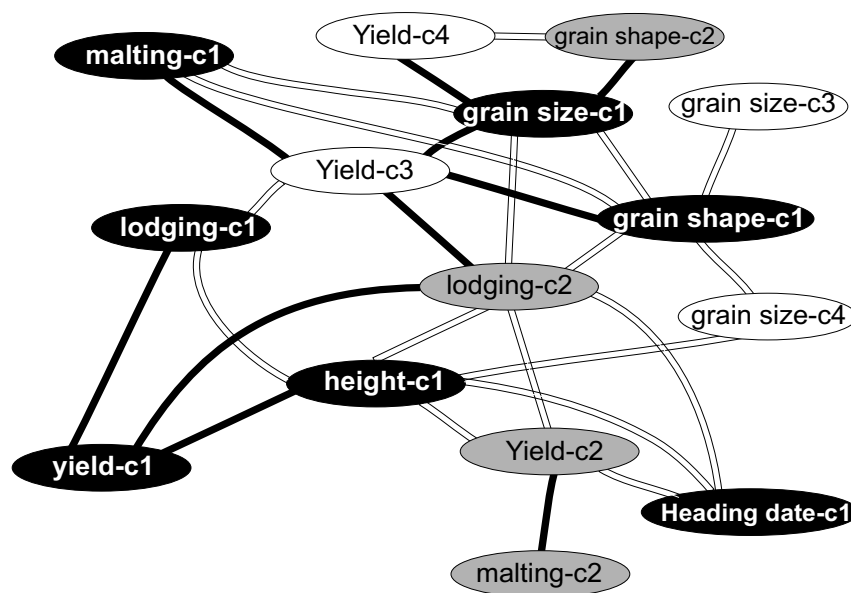 Yield-c4
grain shape-c2
malting-c1
grain size-c1
grain size-c3
Yield-c3
lodging-c1
grain shape-c1
lodging-c2
grain size-c4
height-c1
Yield-c2
yield-c1
Heading date-c1
malting-c2